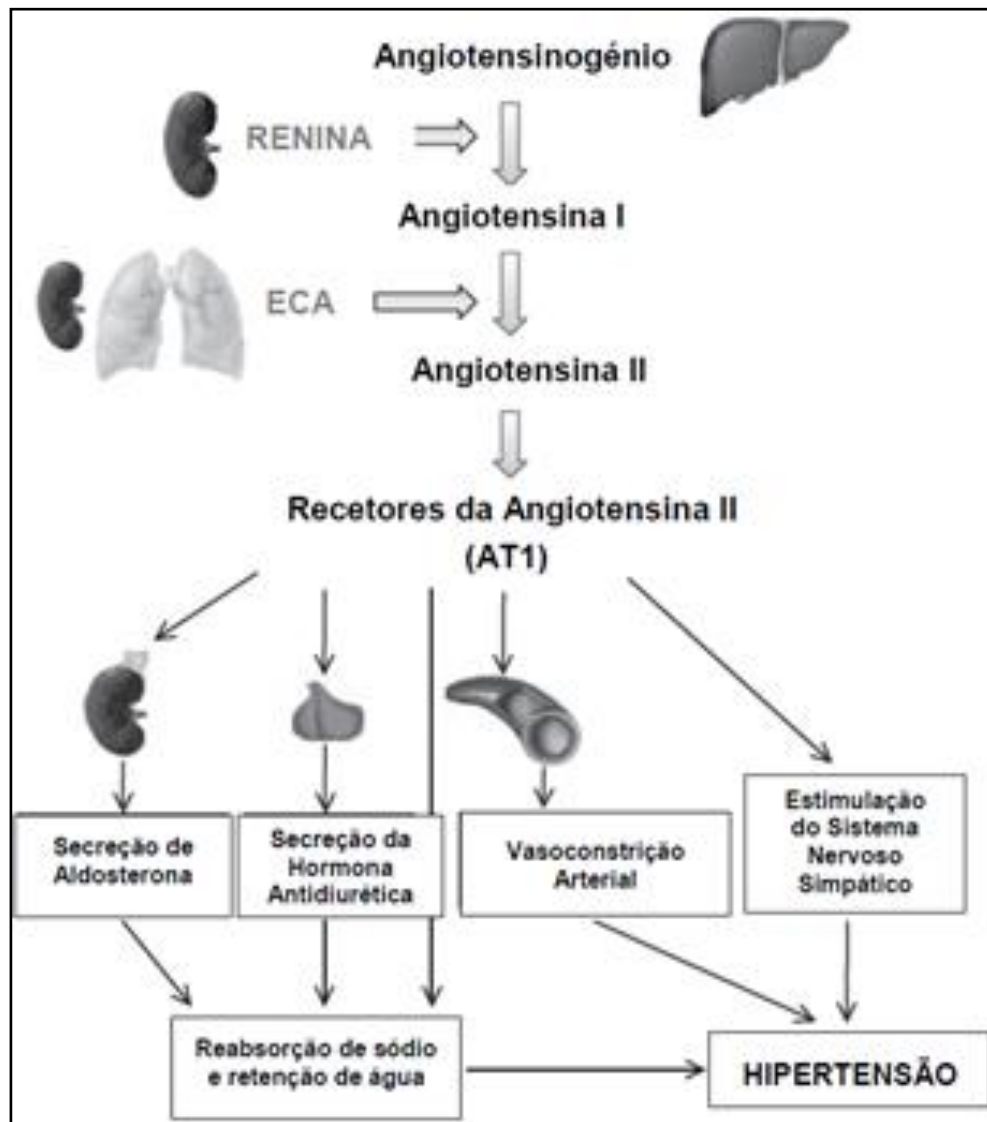 Angiotensinogénio
RENINA
Angiotensina I
ECA
Angiotensina II
Recetores da Angiotensina II
(AT1)
Secreção de
Aldosterona
Secreção da
Hormona
Antidiurética
Vasoconstrição
Arterial
Estimulação
do Sistema
Nervoso
Simpático
Reabsorção de sódio
e retenção de água
HIPERTENSÃO